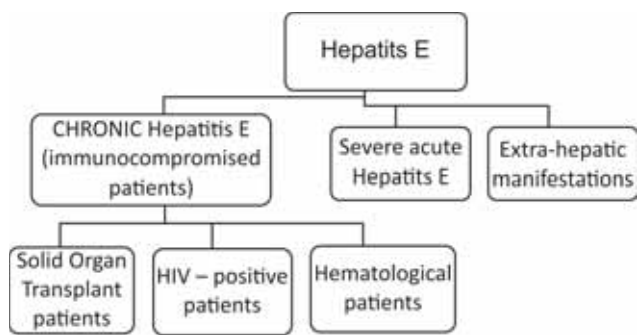 Hepatits E
CHRONIC Hepatitis E
(immunocompromised
patients)
Severe acute
Hepatits E
Extra-hepatic
manifestations
Solid Organ
Transplant
patients
HIV – positive
patients
Hematological
patients